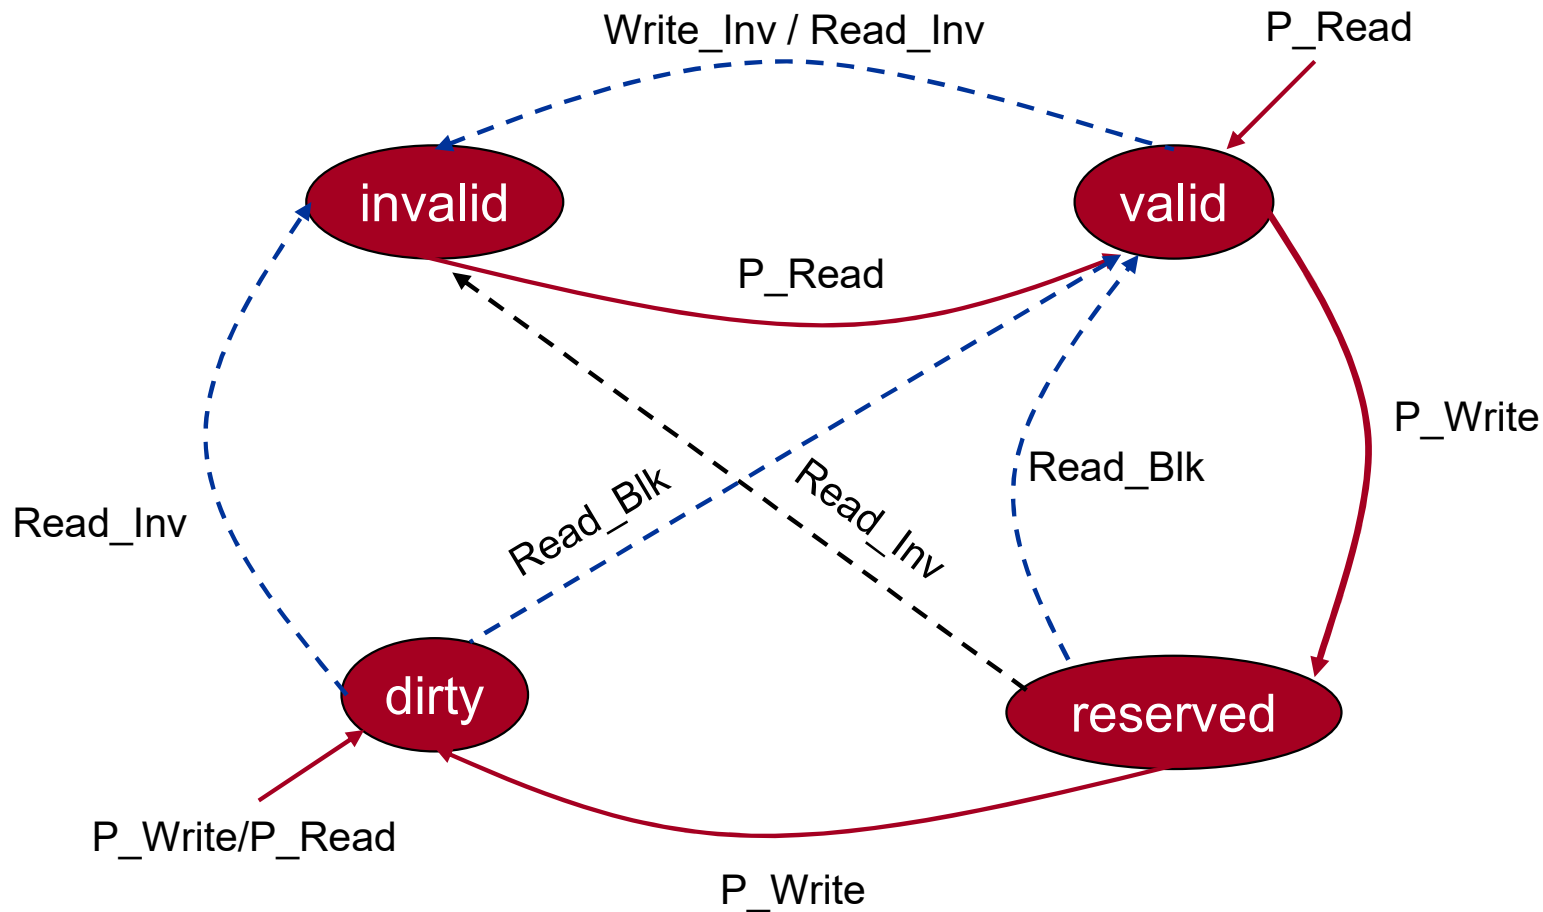 Write_Inv / Read_Inv
P_Read
invalid
valid
P_Read
P_Write
Read_Blk
Read_Inv
Read_Blk
Read_Inv
dirty
reserved
P_Write/P_Read
P_Write